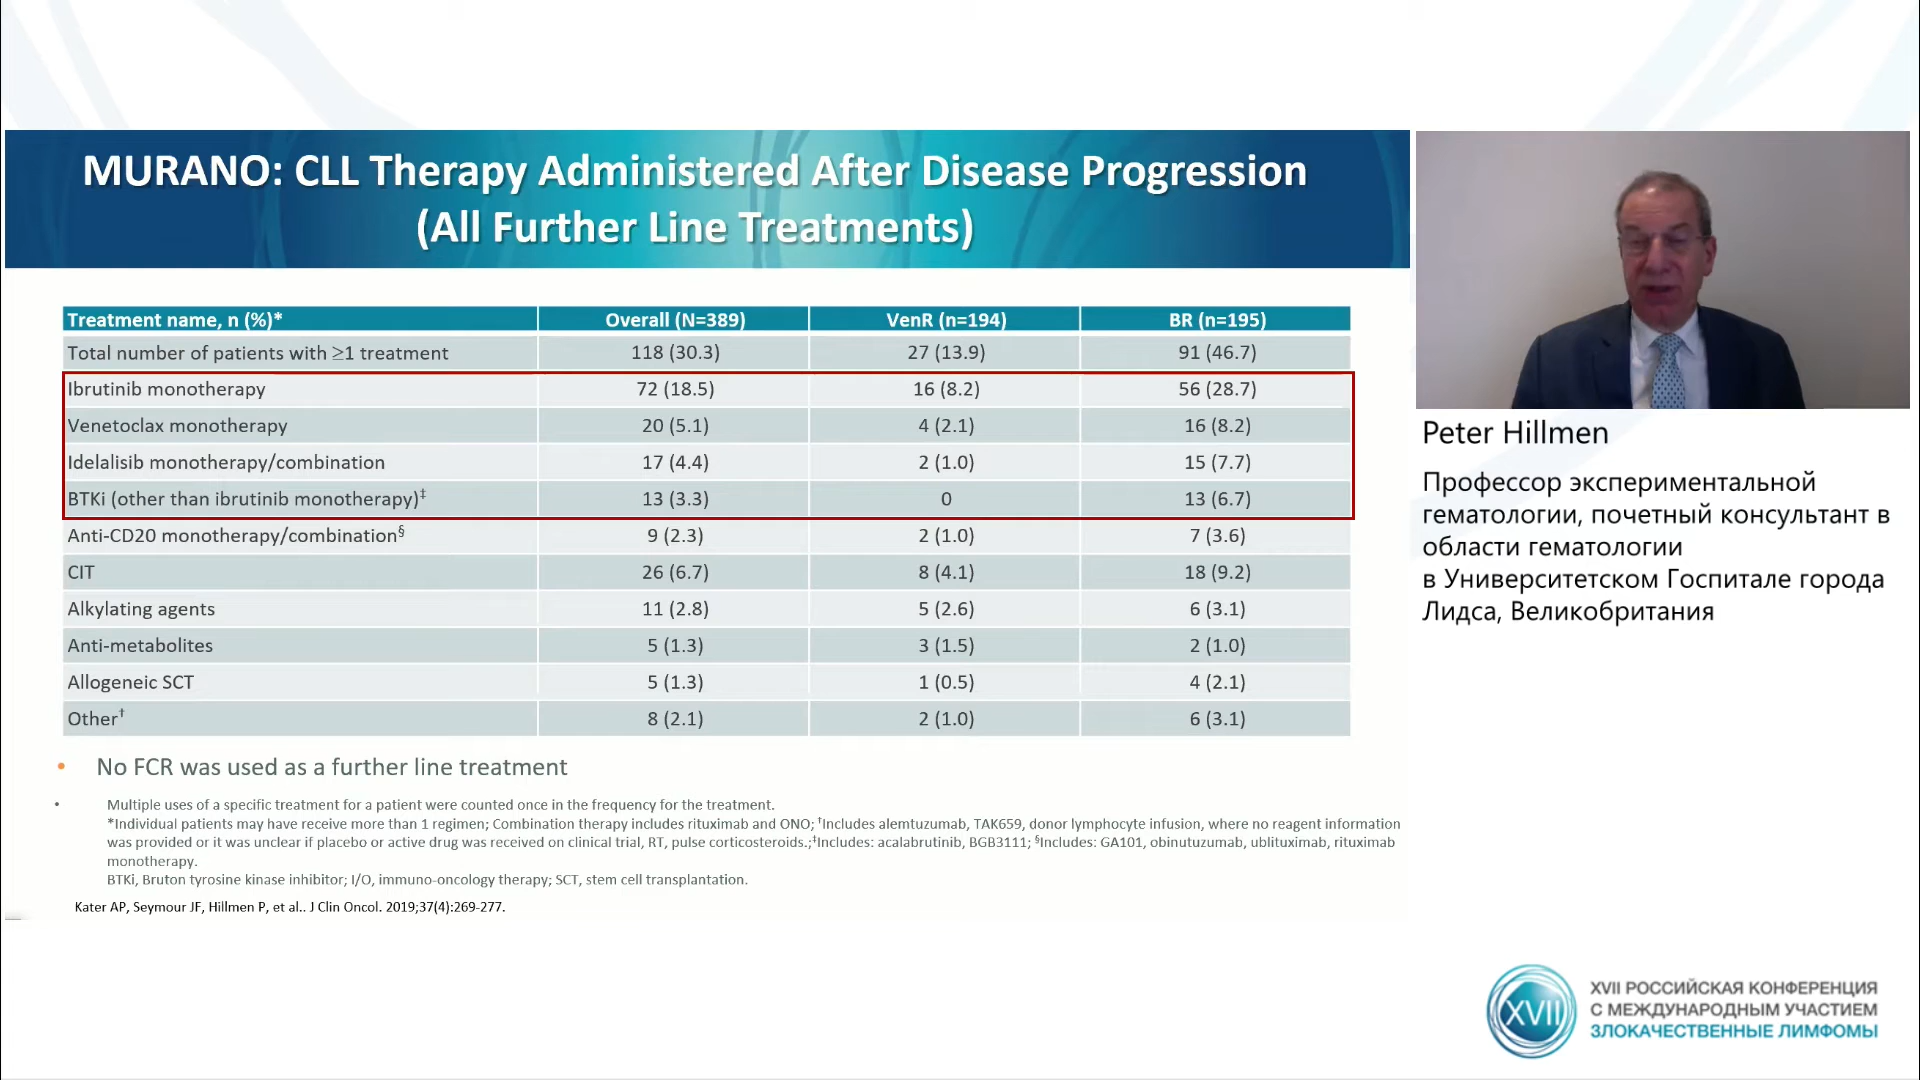 MURANO: CLL Therapy Administered After Disease Progression
(All Further Line Treatments)
Treatment name, n (%)* Overall (N=389) VenR (n=194) BR (n=195)
Total number of patients with ≥1 treatment 118 (30.3) 27 (13.9) 91 (46.7)
Ibrutinib monotherapy 72 (18.5) 16 (8.2) 56 (28.7)
Venetoclax monotherapy 20 (5.1) 4 (2.1) 16 (8.2)
Idelalisib monotherapy/combination 17 (4.4) 2 (1.0) 15 (7.7)
BTKi (other than ibrutinib monotherapy)‡ 13 (3.3) 0 13 (6.7)
Anti-CD20 monotherapy/combination§ 9 (2.3) 2 (1.0) 7 (3.6)
CIT 26 (6.7) 8 (4.1) 18 (9.2)
Alkylating agents 11 (2.8) 5 (2.6) 6 (3.1)
Anti-metabolites 5 (1.3) 3 (1.5) 2 (1.0)
Allogeneic SCT 5 (1.3) 1 (0.5) 4 (2.1)
Other† 8 (2.1) 2 (1.0) 6 (3.1)
• No FCR was used as a further line treatment
• Multiple uses of a specific treatment for a patient were counted once in the frequency for the treatment.
*Individual patients may have receive more than 1 regimen; Combination therapy includes rituximab and ONO; †Includes alemtuzumab, TAK659, donor lymphocyte infusion, where no reagent information
was provided or it was unclear if placebo or active drug was received on clinical trial, RT, pulse corticosteroids.;‡Includes: acalabrutinib, BGB3111; §Includes: GA101, obinutuzumab, ublituximab, rituximab
monotherapy.
BTKi, Bruton tyrosine kinase inhibitor; I/O, immuno-oncology therapy; SCT, stem cell transplantation.
Kater AP, Seymour JF, Hillmen P, et al.. J Clin Oncol. 2019;37(4):269-277.
Peter Hillmen
Профессор экспериментальной
гематологии, почетный консультант в
области гематологии
в Университетском Госпитале города
Лидса, Великобритания
XVII
XVII РОССИЙСКАЯ КОНФЕРЕНЦИЯ
С МЕЖДУНАРОДНЫМ УЧАСТИЕМ
ЗЛОКАЧЕСТВЕННЫЕ ЛИМФОМЫ